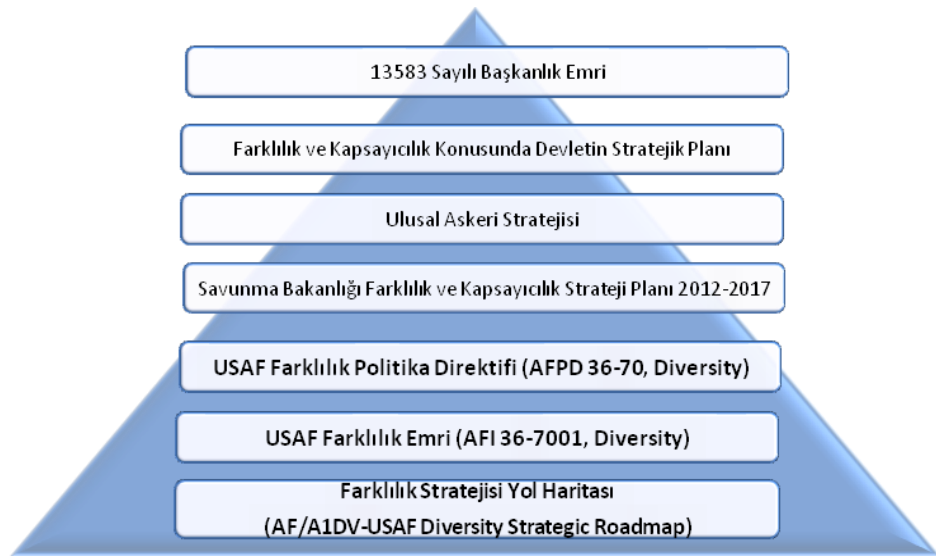 13583 Sayılı Başkanlık Emri
Farklılık ve Kapsayıcılık Konusunda Devletin Stratejik Planı
Ulusal Askeri Stratejisi
Savunma Bakanlığı Farklılık ve Kapsayıcılık Strateji Planı 2012-2017
USAF Farklılık Politika Direktifi (AFPD 36-70, Diversity)
USAF Farklılık Emri (AFI 36-7001, Diversity)
Farklılık Stratejisi Yol Haritası
(AF/A1DV-USAF Diversity Strategic Roadmap)